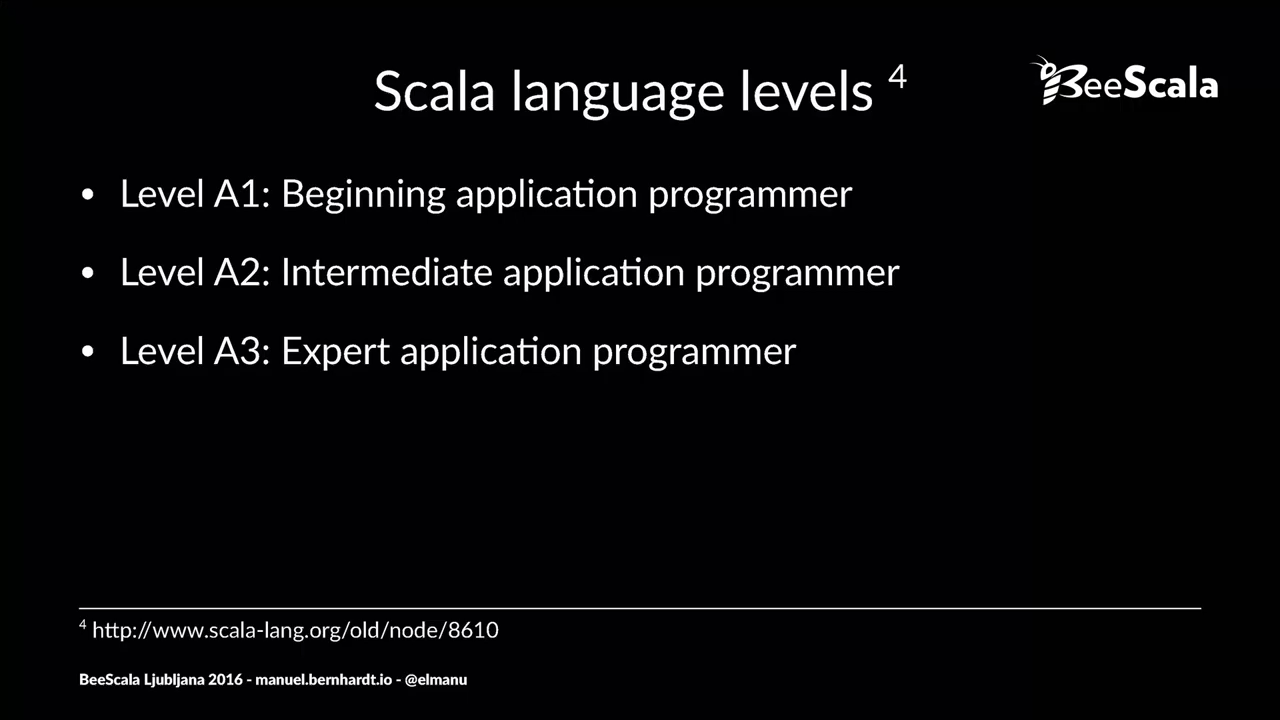 Scala language levels ⁴
BeeScala
• Level A1: Beginning application programmer
• Level A2: Intermediate application programmer
• Level A3: Expert application programmer
⁴ http://www.scala-lang.org/old/node/8610
BeeScala Ljubljana 2016 - manuel.bernhardt.io - @elmanu